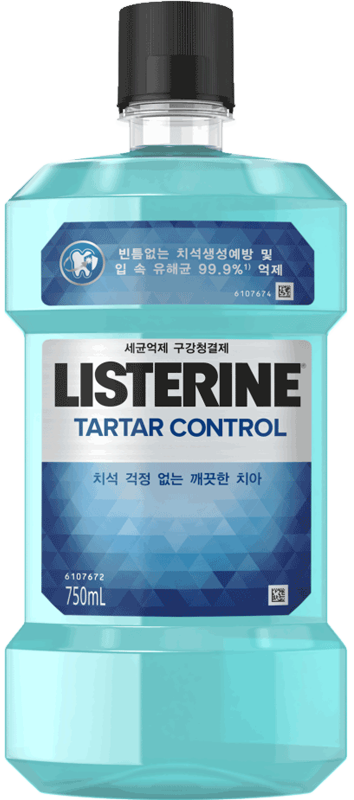 빈틈없는 치석생성예방 및
입 속 유해균 99.9%¹⁾ 억제
6107674
세균억제 구강청결제
LISTERINE®
TARTAR CONTROL
치석 걱정 없는 깨끗한 치아
6107672
750mL